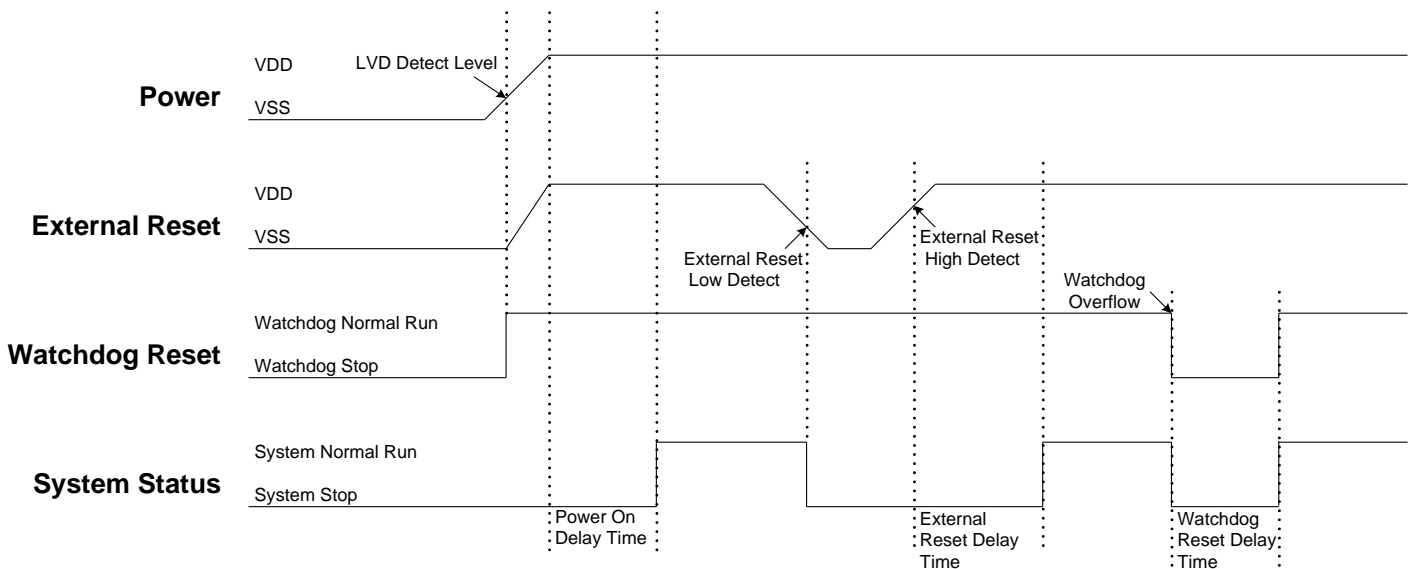 Power
VDD
VSS
LVD Detect Level
External Reset
VDD
VSS
External Reset
Low Detect
External Reset
High Detect
Watchdog Reset
Watchdog Normal Run
Watchdog Stop
Watchdog
Overflow
System Status
System Normal Run
System Stop
Power On
Delay Time
External
Reset Delay
Time
Watchdog
Reset Delay
Time